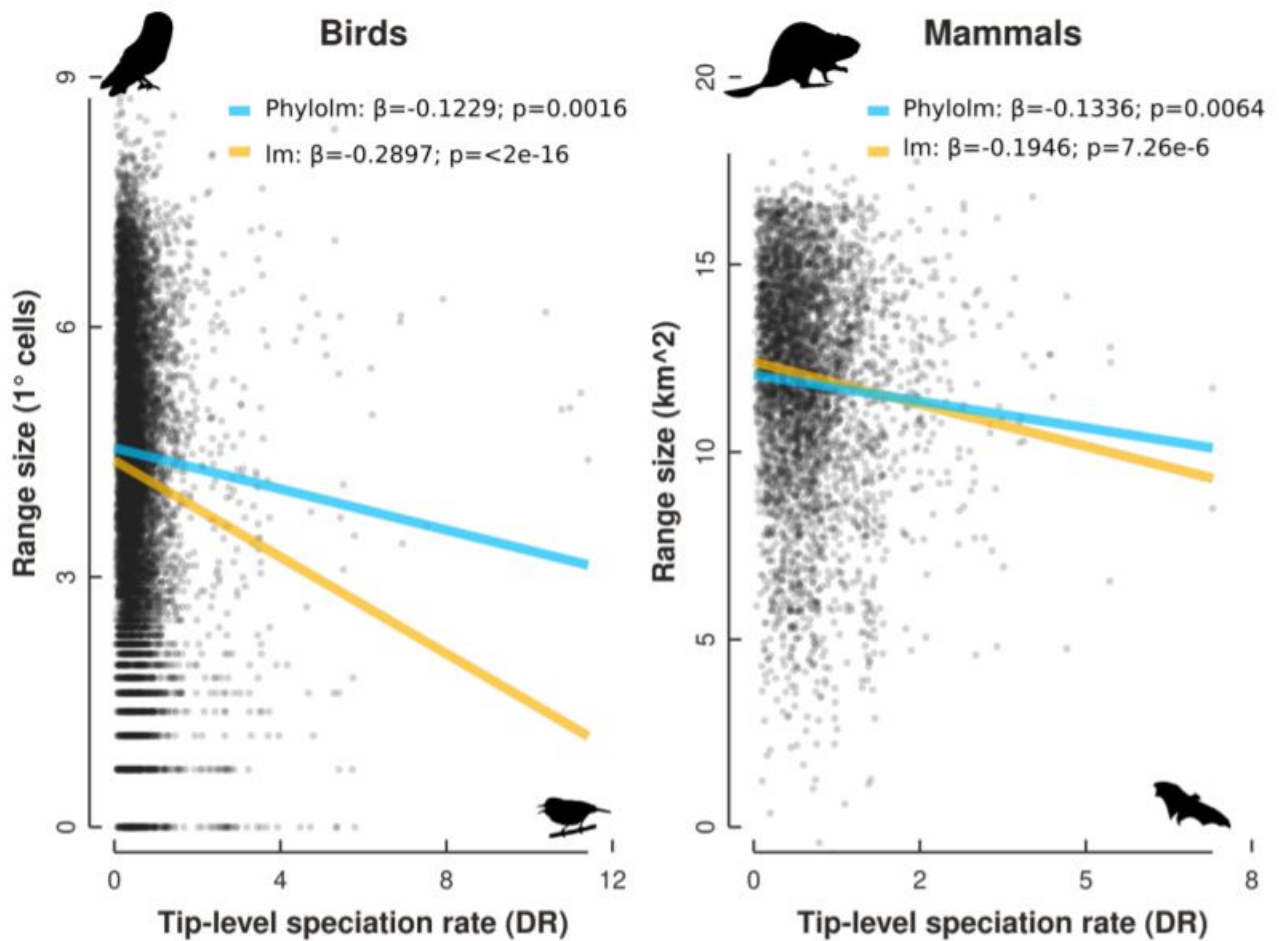 Birds
Phylolm: β=-0.1229; p=0.0016
lm: β=-0.2897; p=<2e-16
Range size (1° cells)
9
6
3
0
0 4 8 12
Tip-level speciation rate (DR)
Mammals
Phylolm: β=-0.1336; p=0.0064
lm: β=-0.1946; p=7.26e-6
Range size (km^2)
20
15
10
5
0
0 2 5 8
Tip-level speciation rate (DR)